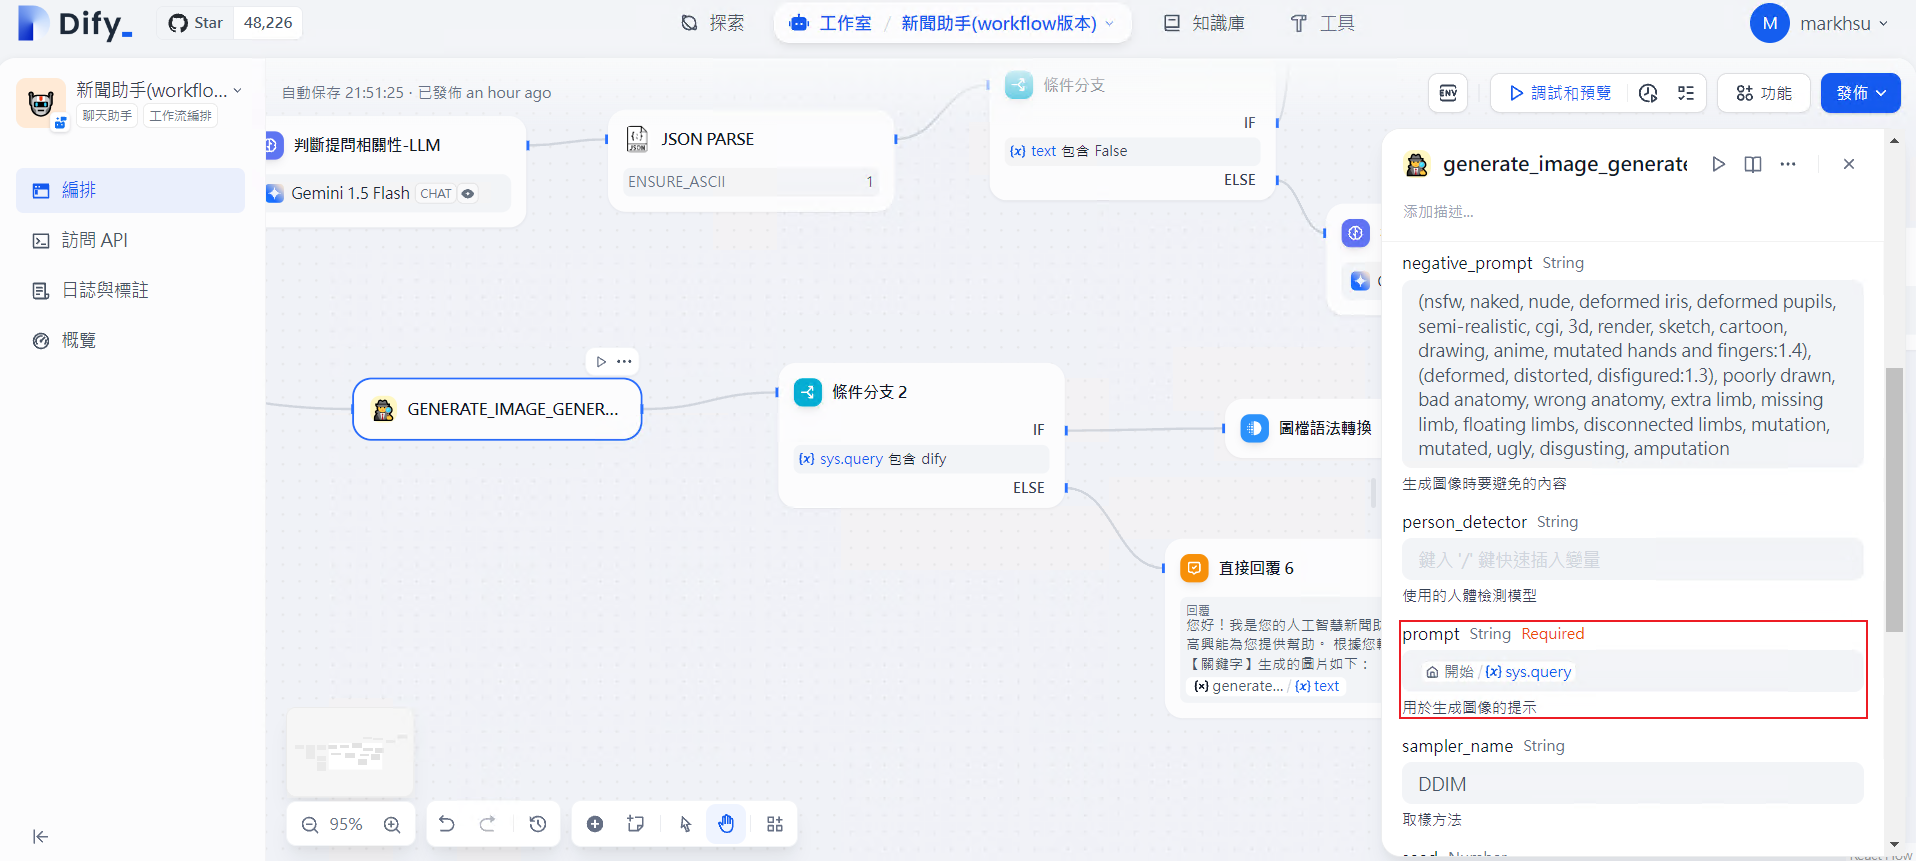 Dify_
Star 48,226
探索
工作室 / 新聞助手(workflow版本)
知識庫
工具
M markhsu
新聞助手(workflo...
聊天助手 工作流編排
編排
訪問 API
日誌與標註
概覽
自動保存 21:51:25 · 已發佈 an hour ago
ENV
調試和預覽
功能
發佈
判斷提問相關性-LLM
Gemini 1.5 Flash CHAT
JSON
JSON PARSE
ENSURE_ASCII 1
條件分支
IF
{x} text 包含 False
ELSE
GENERATE_IMAGE_GENER...
條件分支 2
IF
{x} sys.query 包含 dify
ELSE
圖檔語法轉換
直接回覆 6
回覆
您好！我是您的人工智慧新聞助
高興能為您提供幫助。 根據您
【關鍵字】生成的圖片如下：
{x} generate... / {x} text
95%
generate_image_generate
添加描述...
negative_prompt String
(nsfw, naked, nude, deformed iris, deformed pupils,
semi-realistic, cgi, 3d, render, sketch, cartoon,
drawing, anime, mutated hands and fingers:1.4),
(deformed, distorted, disfigured:1.3), poorly drawn,
bad anatomy, wrong anatomy, extra limb, missing
limb, floating limbs, disconnected limbs, mutation,
mutated, ugly, disgusting, amputation
生成圖像時要避免的內容
person_detector String
鍵入 '/' 鍵快速插入變量
使用的人體檢測模型
prompt String Required
開始 / {x} sys.query
用於生成圖像的提示
sampler_name String
DDIM
取樣方法
React Flow